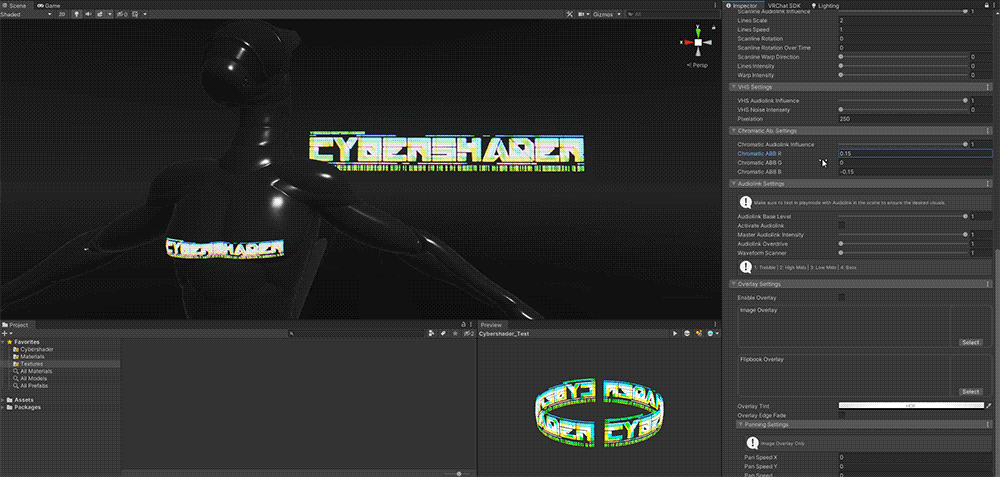 Scene Game
Shaded 2D Gizmos All
Persp
CYBERSHADER
CYBERSHADER
Project
Favorites
Cybershader
Materials
Textures
All Materials
All Models
All Prefabs
Assets
Packages
Preview
Cybershader_Text
Inspector VRChat SDK Lighting
Scanline Audiolink Influence 1
Lines Scale 2
Lines Speed 1
Scanline Rotation 0
Scanline Rotation Over Time 0
Scanline Warp Direction 0
Lines Intensity 0
Warp Intensity 0
VHS Settings
VHS Audiolink Influence 1
VHS Noise Intensety 0
Pixelation 250
Chromatic Ab. Settings
Chromatic Audiolink Influence 1
Chromatic ABB R 0.15
Chromatic ABB G 0
Chromatic ABB B -0.15
Audiolink Settings
Make sure to test in playmode with Audiolink in the scene to ensure the desired visuals.
Audiolink Base Level 1
Activate Audiolink
Master Audiolink Intensity 1
Audiolink Overdrive 1
Waveform Scanner 1
1: Trebble | 2: High Mids | 3: Low Mids | 4: Bass
Overlay Settings
Enable Overlay
Image Overlay
Select
Flipbook Overlay
Select
Overlay Tint HDR
Overlay Edge Fade
Panning Settings
Image Overlay Only
Pan Speed X 0
Pan Speed Y 0
Pan Speed 0